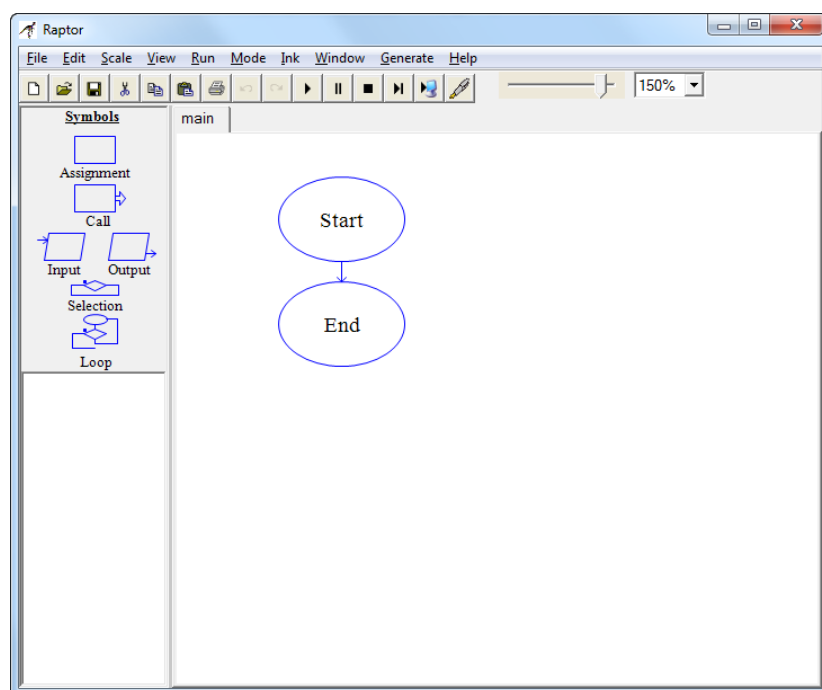 Raptor
File Edit Scale View Run Mode Ink Window Generate Help
150%
Symbols
main
Assignment
Call
Input Output
Selection
Loop
Start
End